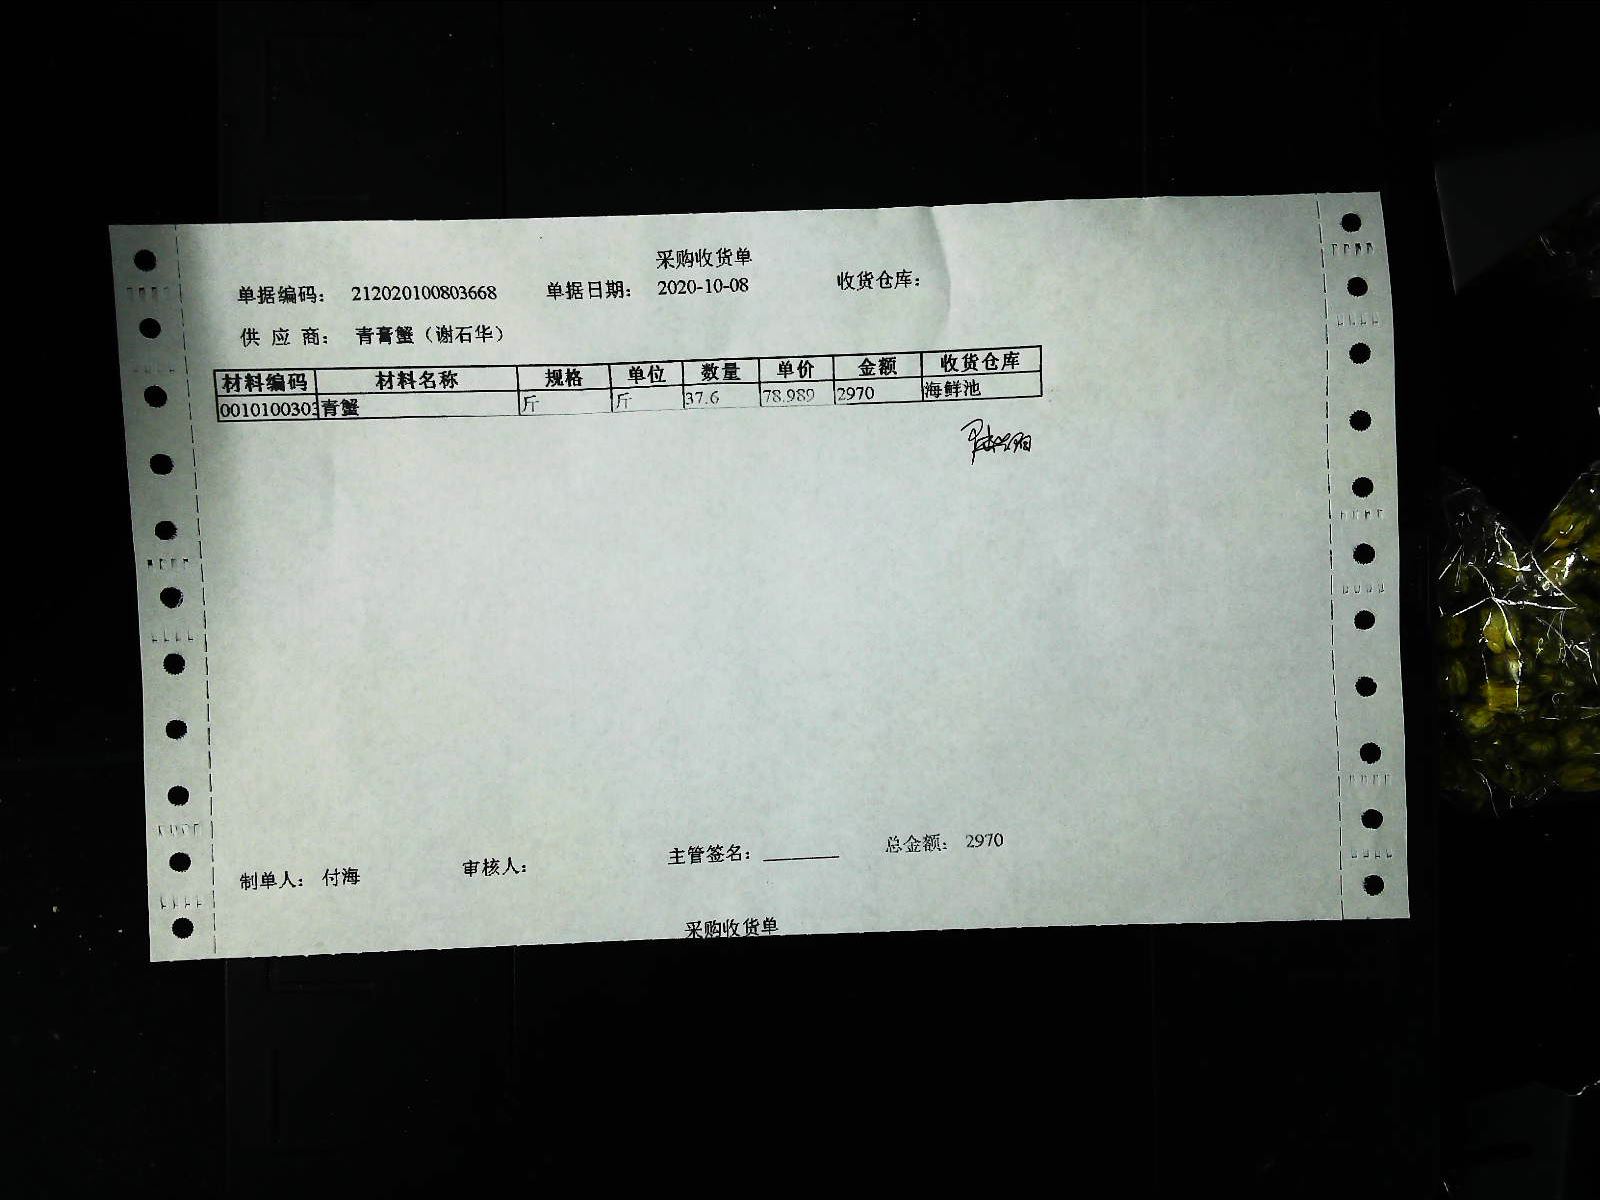 采购收货单
单据编码： 212020100803668 单据日期： 2020-10-08 收货仓库：
供 应 商： 青膏蟹（谢石华）
材料编码 材料名称 规格 单位 数量 单价 金额 收货仓库
0010100303 青蟹 斤 斤 37.6 78.989 2970 海鲜池
制单人： 付海 审核人： 主管签名： 总金额： 2970
采购收货单